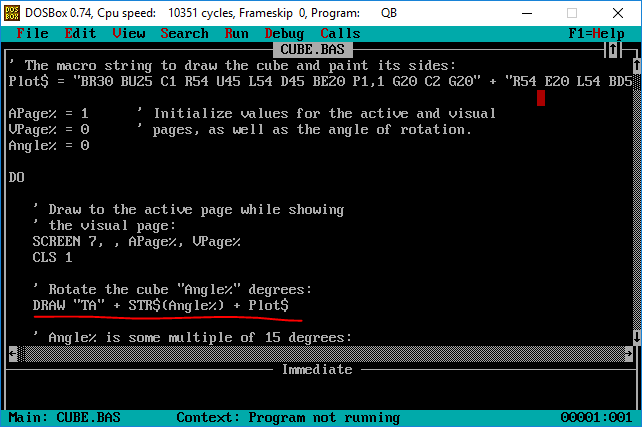 DOSBox 0.74, Cpu speed: 10351 cycles, Frameskip 0, Program: QB
File Edit View Search Run Debug Calls F1=Help
CUBE.BAS
' The macro string to draw the cube and paint its sides:
Plot$ = "BR30 BU25 C1 R54 U45 L54 D45 BE20 P1,1 G20 C2 G20" + "R54 E20 L54 BD5
APage% = 1 ' Initialize values for the active and visual
VPage% = 0 ' pages, as well as the angle of rotation.
Angle% = 0
DO
' Draw to the active page while showing
' the visual page:
SCREEN 7, , APage%, VPage%
CLS 1
' Rotate the cube "Angle%" degrees:
DRAW "TA" + STR$(Angle%) + Plot$
' Angle% is some multiple of 15 degrees:
Immediate
Main: CUBE.BAS Context: Program not running 00001:001